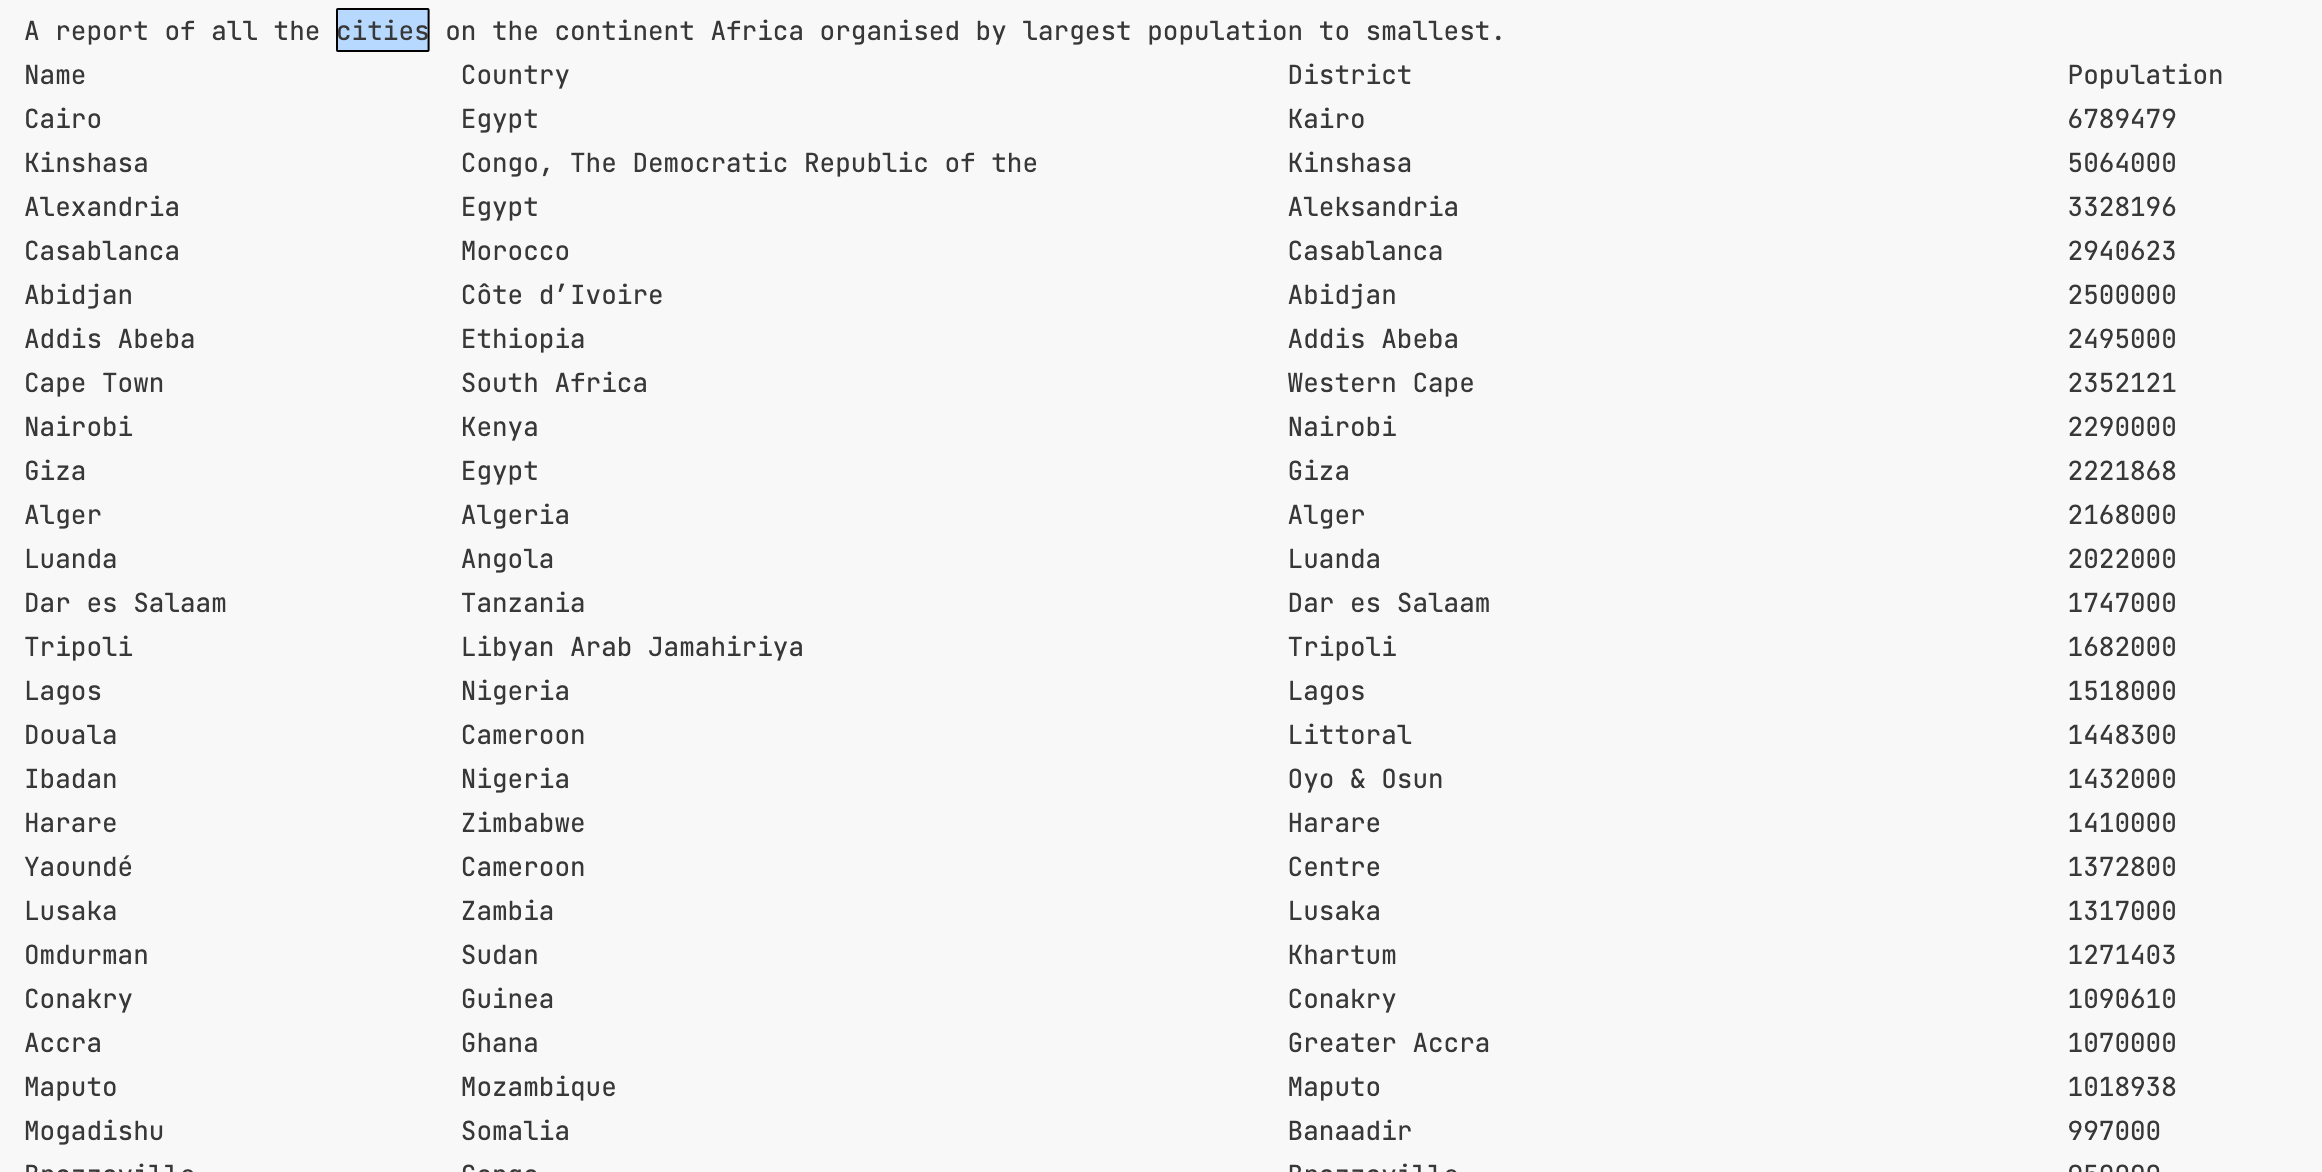 A report of all the cities on the continent Africa organised by largest population to smallest.
Name Country District Population
Cairo Egypt Kairo 6789479
Kinshasa Congo, The Democratic Republic of the Kinshasa 5064000
Alexandria Egypt Aleksandria 3328196
Casablanca Morocco Casablanca 2940623
Abidjan Côte d’Ivoire Abidjan 2500000
Addis Abeba Ethiopia Addis Abeba 2495000
Cape Town South Africa Western Cape 2352121
Nairobi Kenya Nairobi 2290000
Giza Egypt Giza 2221868
Alger Algeria Alger 2168000
Luanda Angola Luanda 2022000
Dar es Salaam Tanzania Dar es Salaam 1747000
Tripoli Libyan Arab Jamahiriya Tripoli 1682000
Lagos Nigeria Lagos 1518000
Douala Cameroon Littoral 1448300
Ibadan Nigeria Oyo & Osun 1432000
Harare Zimbabwe Harare 1410000
Yaoundé Cameroon Centre 1372800
Lusaka Zambia Lusaka 1317000
Omdurman Sudan Khartum 1271403
Conakry Guinea Conakry 1090610
Accra Ghana Greater Accra 1070000
Maputo Mozambique Maputo 1018938
Mogadishu Somalia Banaadir 997000